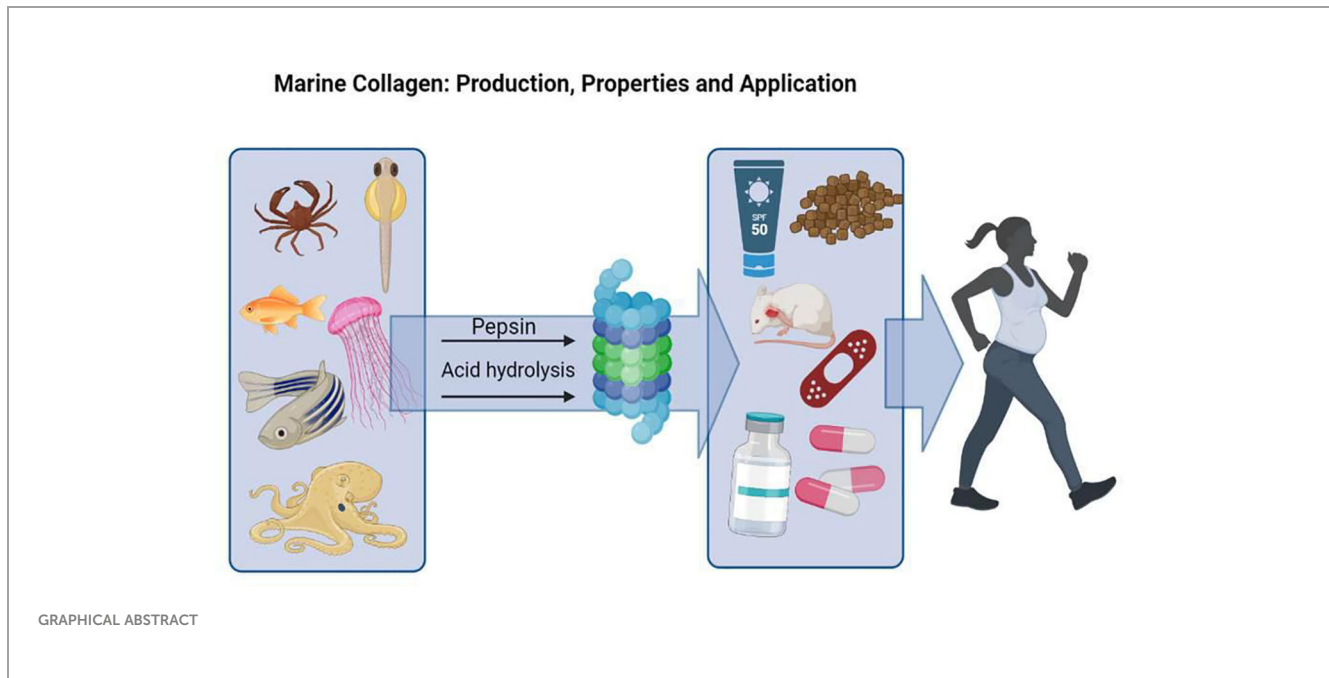 Marine Collagen: Production, Properties and Application
SPF
50
Pepsin
Acid hydrolysis
GRAPHICAL ABSTRACT